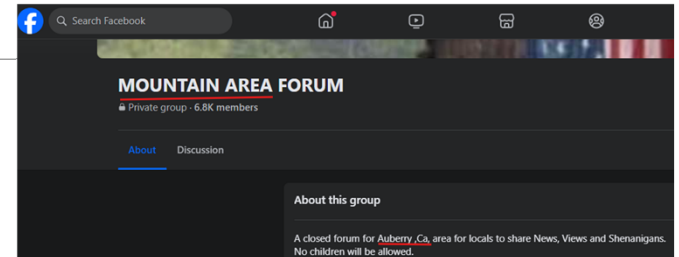 Search Facebook
MOUNTAIN AREA FORUM
Private group · 6.8K members
About
Discussion
About this group
A closed forum for Auberry ,Ca, area for locals to share News, Views and Shenanigans.
No children will be allowed.